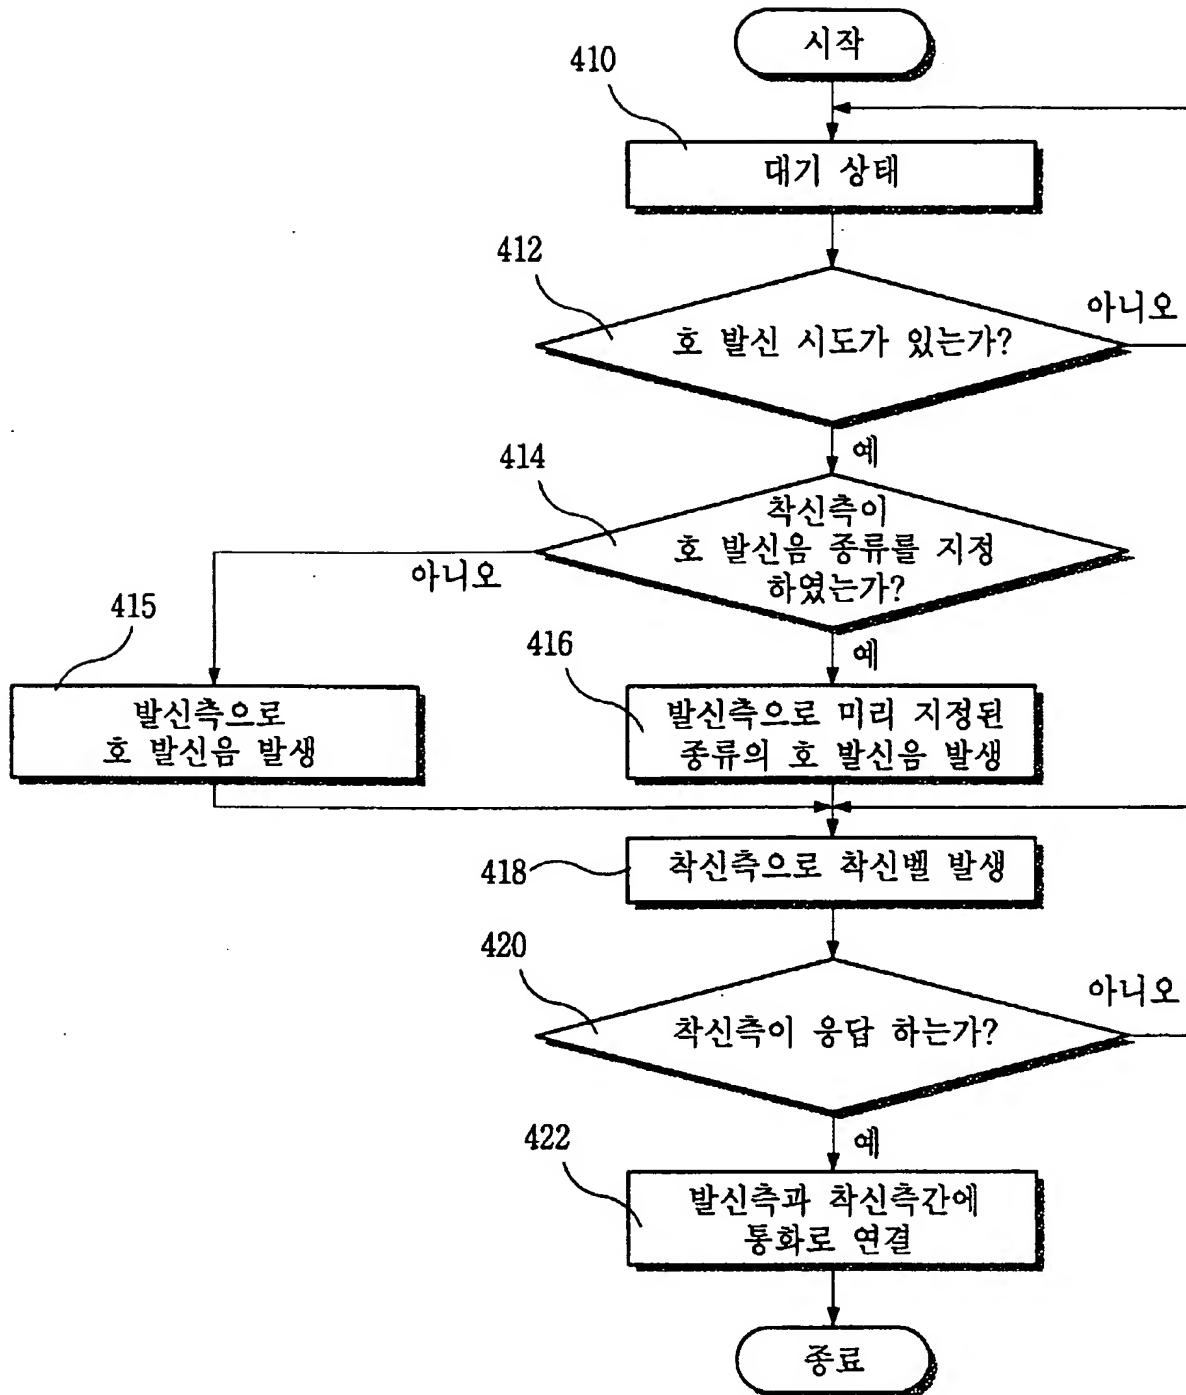 시작
410
대기 상태
412
호 발신 시도가 있는가?
아니오
예
414
착신측이
호 발신음 종류를 지정
하였는가?
아니오
예
415
발신측으로
호 발신음 발생
416
발신측으로 미리 지정된
종류의 호 발신음 발생
418
착신측으로 착신벨 발생
420
착신측이 응답 하는가?
아니오
예
422
발신측과 착신측간에
통화로 연결
종료